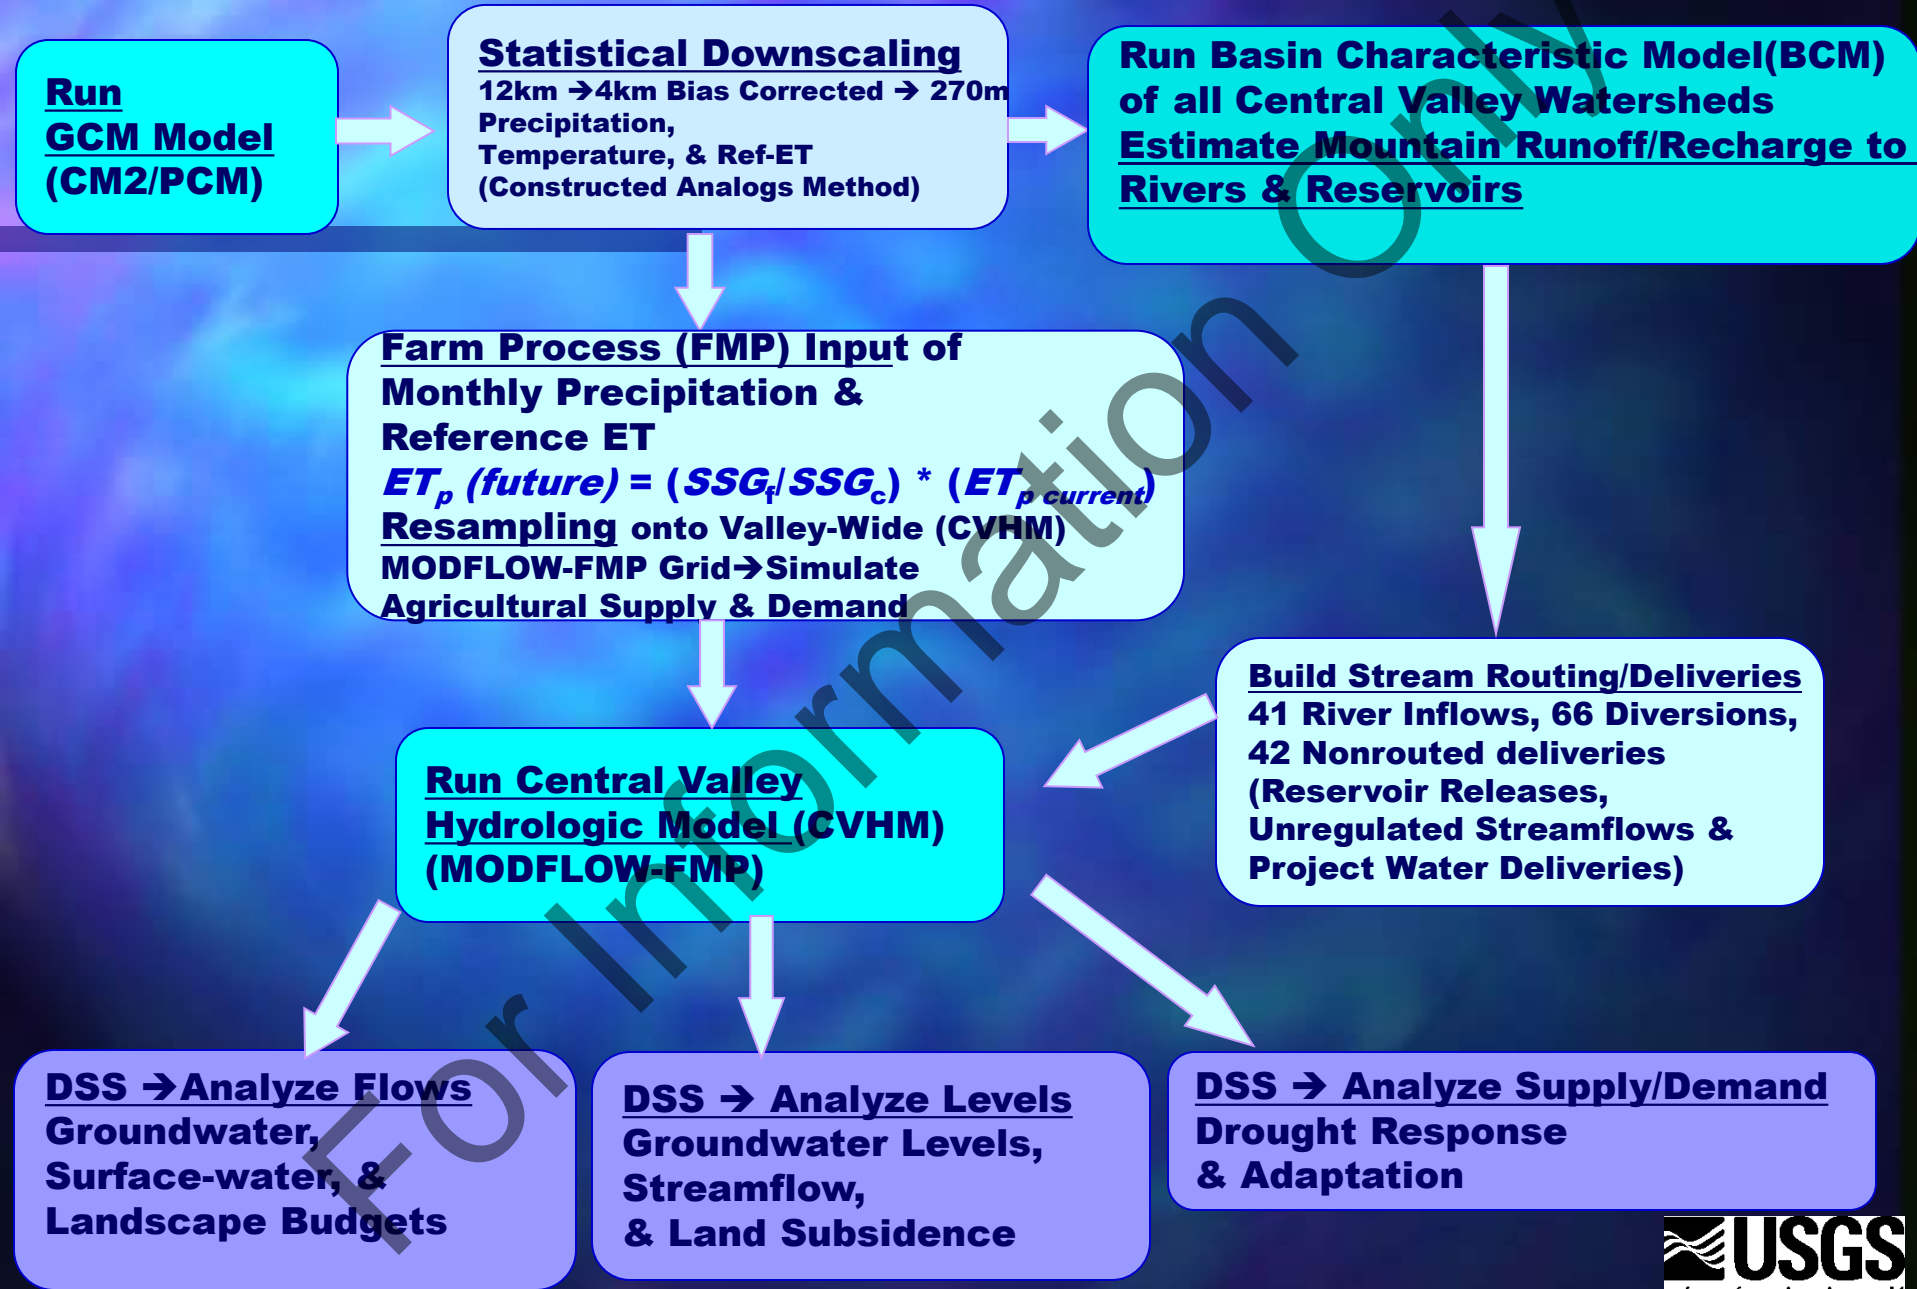 Run
GCM Model
(CM2/PCM)
Statistical Downscaling
12km →4km Bias Corrected → 270m
Precipitation,
Temperature, & Ref-ET
(Constructed Analogs Method)
Run Basin Characteristic Model(BCM)
of all Central Valley Watersheds
Estimate Mountain Runoff/Recharge to
Rivers & Reservoirs
Farm Process (FMP) Input of
Monthly Precipitation &
Reference ET
ETp (future) = (SSGf/SSGc) * (ETp current)
Resampling onto Valley-Wide (CVHM)
MODFLOW-FMP Grid→Simulate
Agricultural Supply & Demand
Build Stream Routing/Deliveries
41 River Inflows, 66 Diversions,
42 Nonrouted deliveries
(Reservoir Releases,
Unregulated Streamflows &
Project Water Deliveries)
Run Central Valley
Hydrologic Model (CVHM)
(MODFLOW-FMP)
DSS →Analyze Flows
Groundwater,
Surface-water, &
Landscape Budgets
DSS → Analyze Levels
Groundwater Levels,
Streamflow,
& Land Subsidence
DSS → Analyze Supply/Demand
Drought Response
& Adaptation
For Information Only
USGS